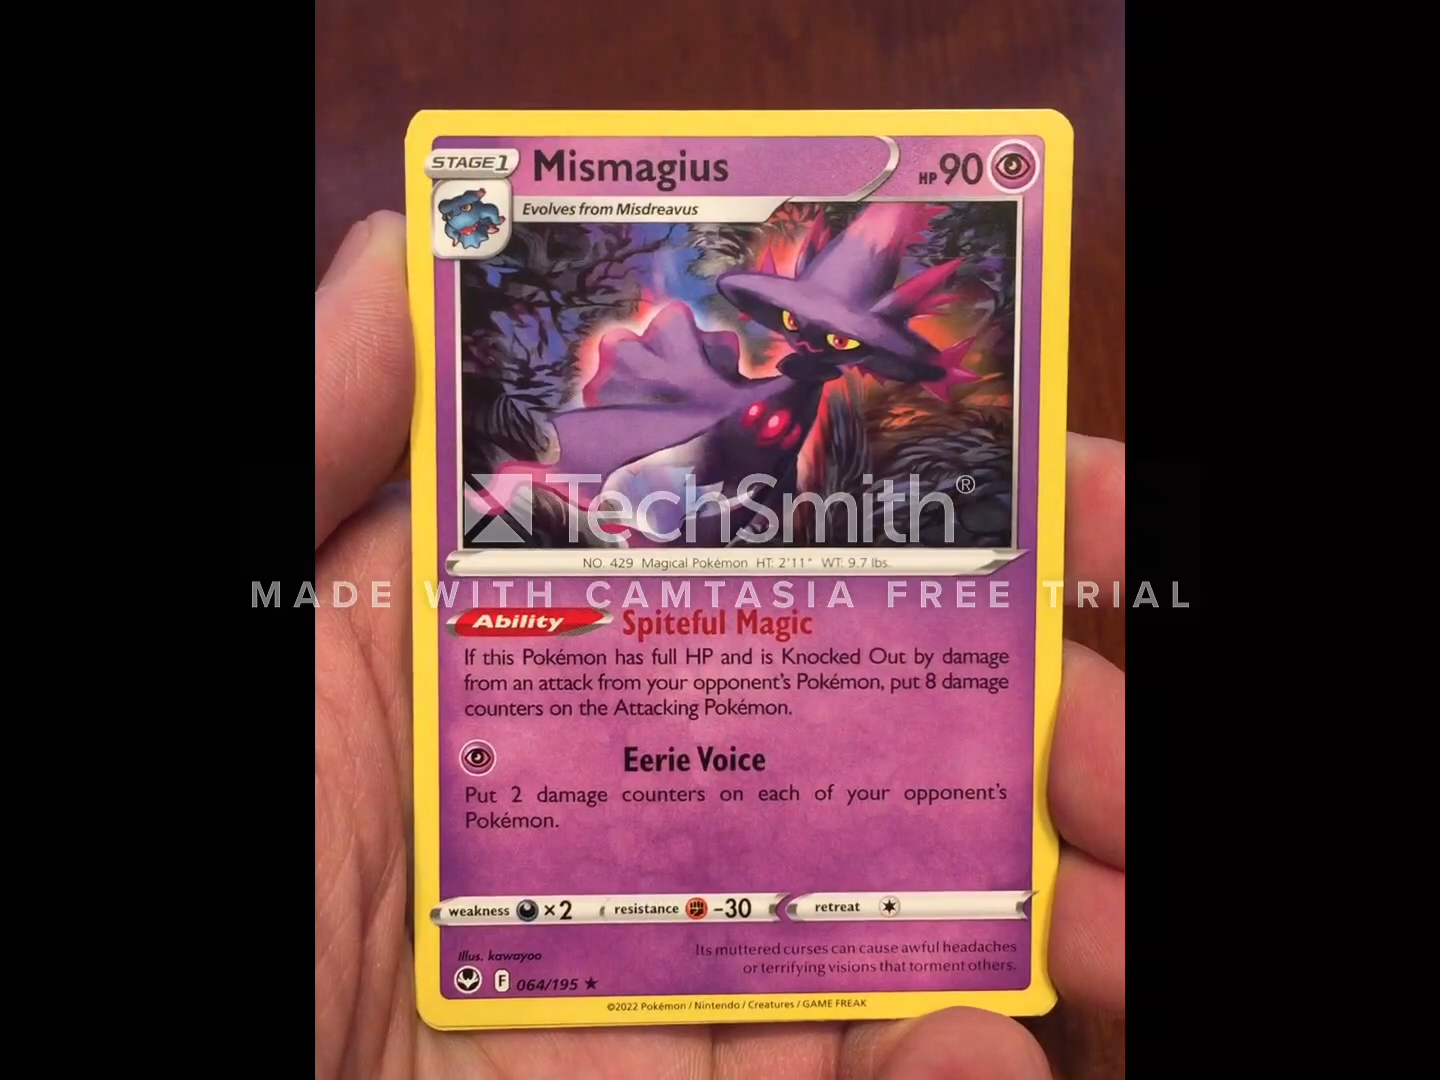 STAGE 1
Mismagius
HP 90
Evolves from Misdreavus
TechSmith®
NO. 429 Magical Pokémon HT: 2'11" WT: 9.7 lbs.
MADE WITH CAMTASIA FREE TRIAL
Ability Spiteful Magic
If this Pokémon has full HP and is Knocked Out by damage
from an attack from your opponent's Pokémon, put 8 damage
counters on the Attacking Pokémon.
Eerie Voice
Put 2 damage counters on each of your opponent's
Pokémon.
weakness ×2 resistance -30 retreat
Illus. kawayoo
Its muttered curses can cause awful headaches
or terrifying visions that torment others.
F 064/195 ★
©2022 Pokémon / Nintendo / Creatures / GAME FREAK